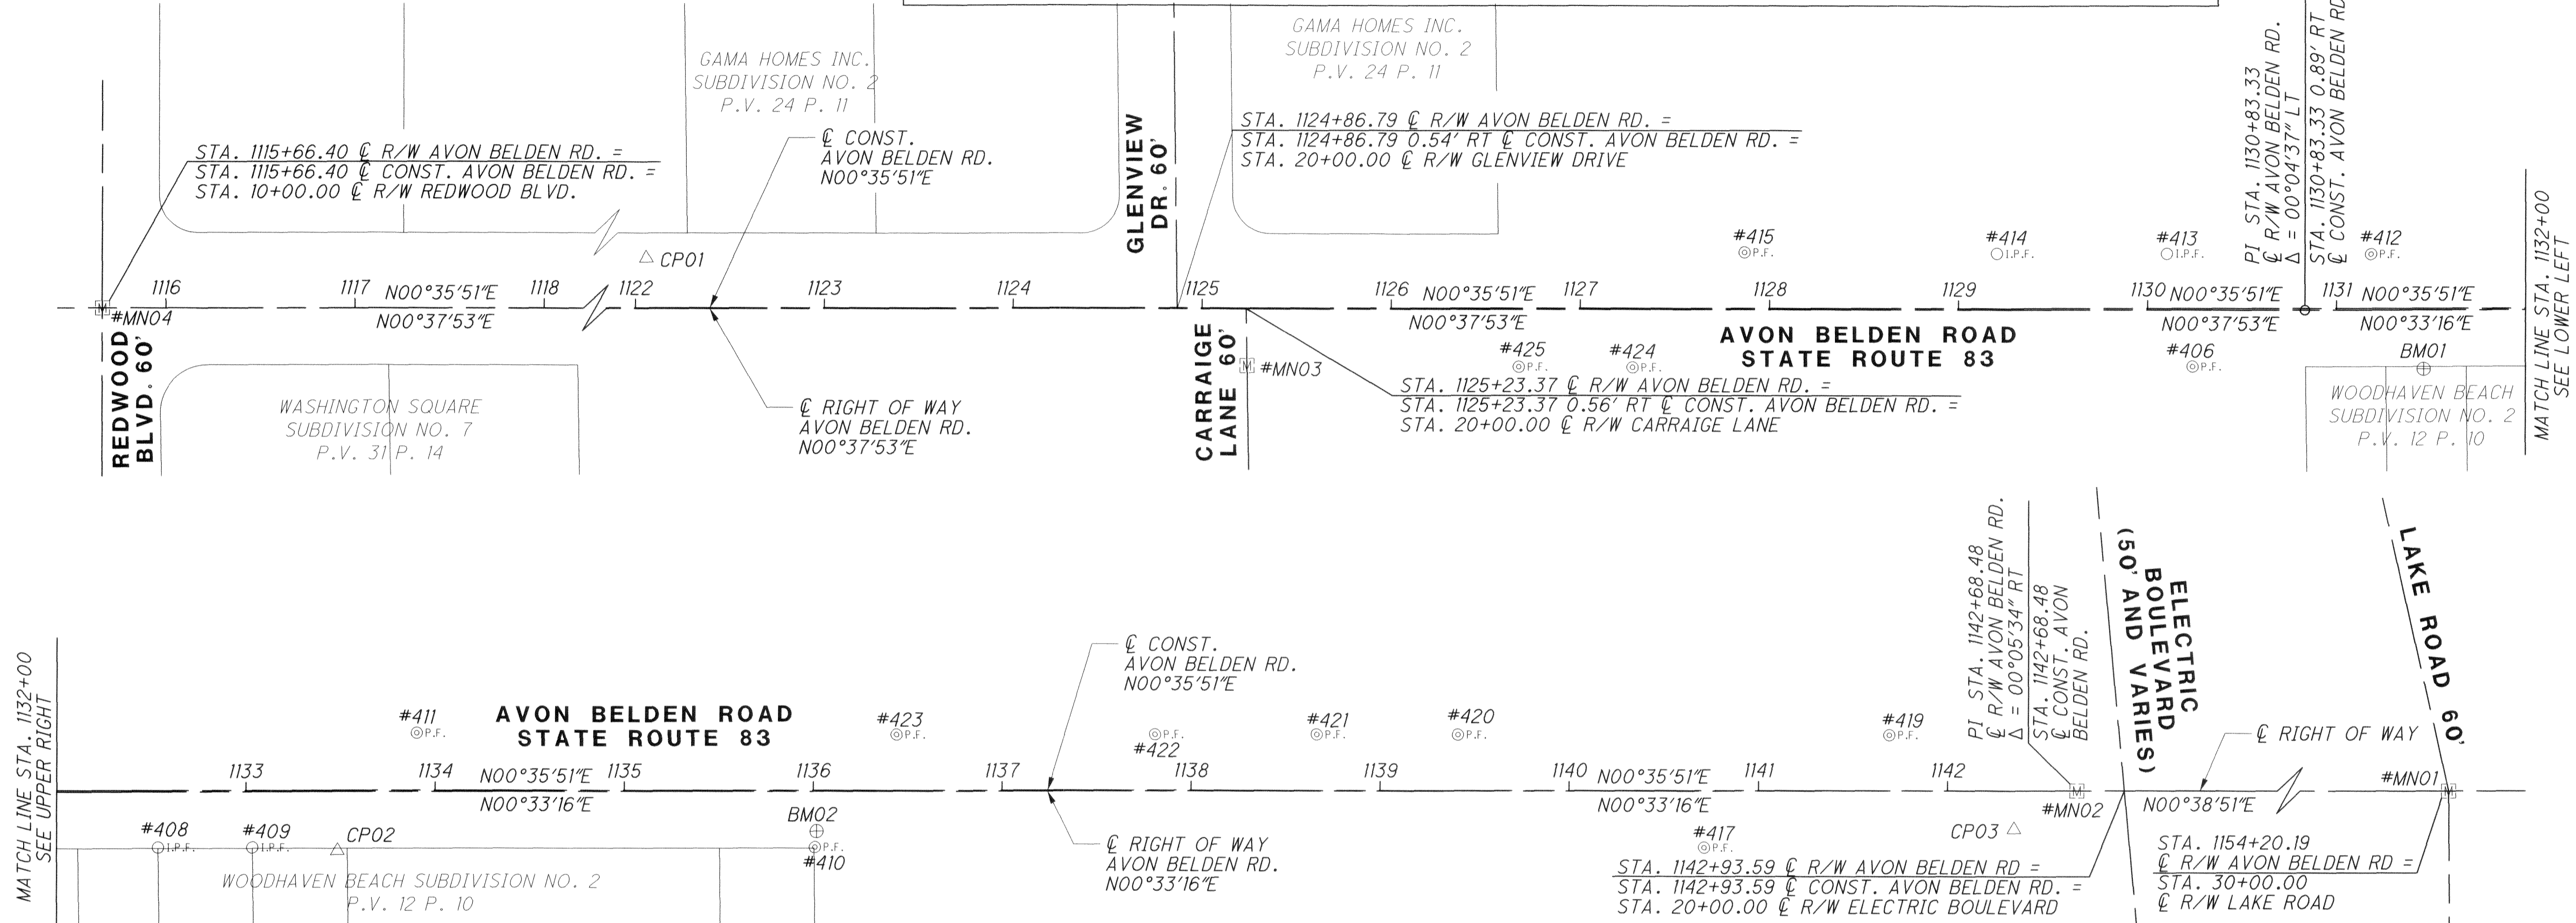 GAMA HOMES INC.
SUBDIVISION NO. 2
P.V. 24 P. 11
GAMA HOMES INC.
SUBDIVISION NO. 2
P.V. 24 P. 11
STA. 1115+66.40 ℄ R/W AVON BELDEN RD. =
STA. 1115+66.40 ℄ CONST. AVON BELDEN RD. =
STA. 10+00.00 ℄ R/W REDWOOD BLVD.
℄ CONST.
AVON BELDEN RD.
N00°35'51"E
GLENVIEW
DR. 60'
STA. 1124+86.79 ℄ R/W AVON BELDEN RD. =
STA. 1124+86.79 0.54' RT ℄ CONST. AVON BELDEN RD. =
STA. 20+00.00 ℄ R/W GLENVIEW DRIVE
PI STA. 1130+83.33
℄ R/W AVON BELDEN RD.
Δ = 00°04'37" LT
STA. 1130+83.33 0.89' RT
℄ CONST. AVON BELDEN RD.
MATCH LINE STA. 1132+00
SEE LOWER LEFT
CP01
#415
P.F.
#414
I.P.F.
#413
I.P.F.
#412
P.F.
1116
1117
N00°35'51"E
1118
1122
1123
1124
1125
1126
N00°35'51"E
1127
1128
1129
1130
N00°35'51"E
1131
N00°35'51"E
#MN04
N00°37'53"E
N00°37'53"E
N00°37'53"E
N00°33'16"E
REDWOOD
BLVD. 60'
CARRAIGE
LANE 60'
M
M
#MN03
#425
P.F.
#424
P.F.
AVON BELDEN ROAD
STATE ROUTE 83
#406
P.F.
BM01
STA. 1125+23.37 ℄ R/W AVON BELDEN RD. =
STA. 1125+23.37 0.56' RT ℄ CONST. AVON BELDEN RD. =
STA. 20+00.00 ℄ R/W CARRAIGE LANE
WASHINGTON SQUARE
SUBDIVISION NO. 7
P.V. 31 P. 14
℄ RIGHT OF WAY
AVON BELDEN RD.
N00°37'53"E
WOODHAVEN BEACH
SUBDIVISION NO. 2
P.V. 12 P. 10
MATCH LINE STA. 1132+00
SEE UPPER RIGHT
#411
P.F.
AVON BELDEN ROAD
STATE ROUTE 83
#423
P.F.
℄ CONST.
AVON BELDEN RD.
N00°35'51"E
P.F.
#422
#421
P.F.
#420
P.F.
#419
P.F.
PI STA. 1142+68.48
℄ R/W AVON BELDEN RD.
Δ = 00°05'34" RT
STA. 1142+68.48
℄ CONST. AVON
BELDEN RD.
ELECTRIC
BOULEVARD
(50' AND VARIES)
LAKE ROAD 60'
℄ RIGHT OF WAY
1133
1134
N00°35'51"E
1135
1136
1137
1138
1139
1140
N00°35'51"E
1141
1142
#MN01
M
M
N00°33'16"E
N00°33'16"E
#MN02
N00°38'51"E
#408
I.P.F.
#409
I.P.F.
CP02
BM02
P.F.
#410
℄ RIGHT OF WAY
AVON BELDEN RD.
N00°33'16"E
#417
P.F.
CP03
WOODHAVEN BEACH SUBDIVISION NO. 2
P.V. 12 P. 10
STA. 1142+93.59 ℄ R/W AVON BELDEN RD =
STA. 1142+93.59 ℄ CONST. AVON BELDEN RD. =
STA. 20+00.00 ℄ R/W ELECTRIC BOULEVARD
STA. 1154+20.19
℄ R/W AVON BELDEN RD =
STA. 30+00.00
℄ R/W LAKE ROAD